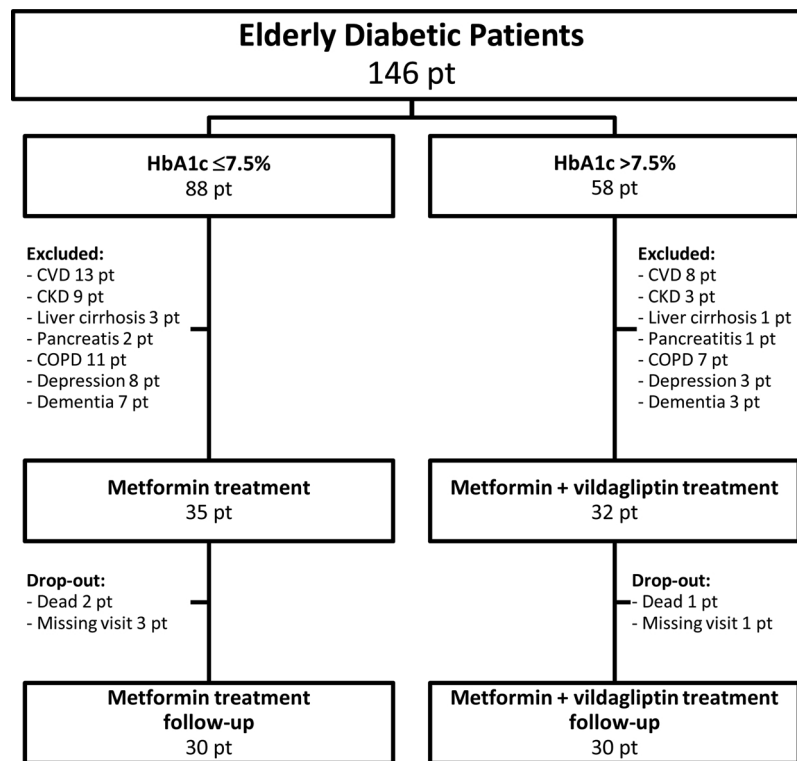 Elderly Diabetic Patients
146 pt
HbA1c ≤7.5%
88 pt
HbA1c >7.5%
58 pt
Excluded:
- CVD 13 pt
- CKD 9 pt
- Liver cirrhosis 3 pt
- Pancreatis 2 pt
- COPD 11 pt
- Depression 8 pt
- Dementia 7 pt
Excluded:
- CVD 8 pt
- CKD 3 pt
- Liver cirrhosis 1 pt
- Pancreatitis 1 pt
- COPD 7 pt
- Depression 3 pt
- Dementia 3 pt
Metformin treatment
35 pt
Metformin + vildagliptin treatment
32 pt
Drop-out:
- Dead 2 pt
- Missing visit 3 pt
Drop-out:
- Dead 1 pt
- Missing visit 1 pt
Metformin treatment
follow-up
30 pt
Metformin + vildagliptin treatment
follow-up
30 pt